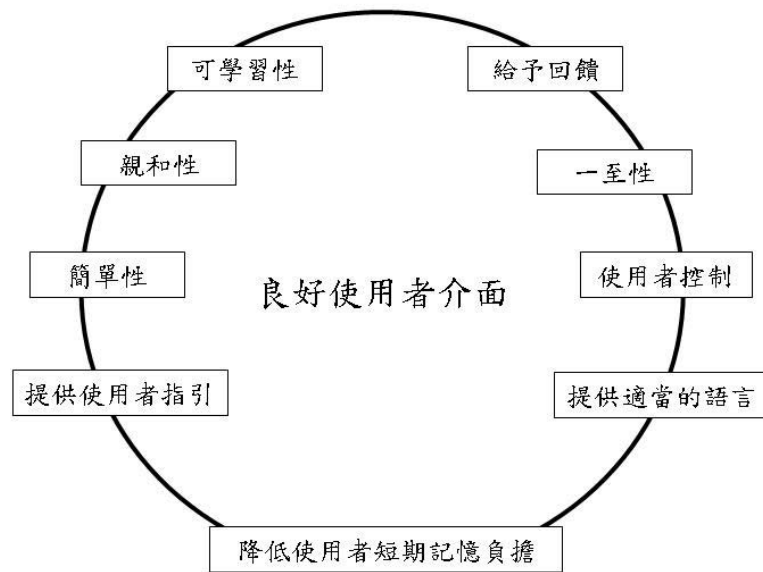 可學習性
給予回饋
親和性
一至性
簡單性
良好使用者介面
使用者控制
提供使用者指引
提供適當的語言
降低使用者短期記憶負擔